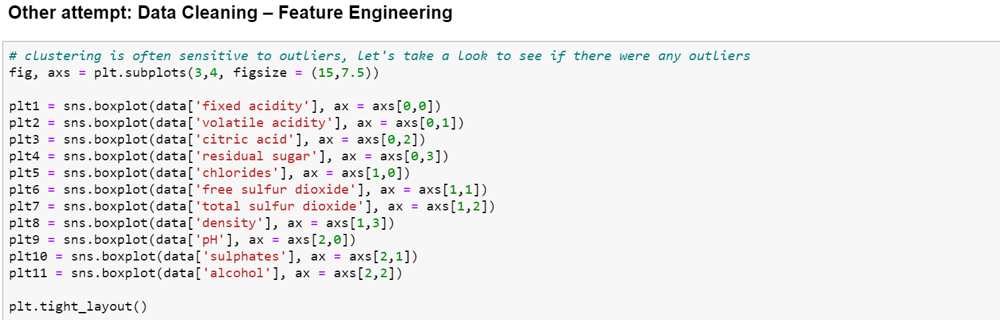 Other attempt: Data Cleaning – Feature Engineering
# clustering is often sensitive to outliers, let's take a look to see if there were any outliers
fig, axs = plt.subplots(3,4, figsize = (15,7.5))
plt1 = sns.boxplot(data['fixed acidity'], ax = axs[0,0])
plt2 = sns.boxplot(data['volatile acidity'], ax = axs[0,1])
plt3 = sns.boxplot(data['citric acid'], ax = axs[0,2])
plt4 = sns.boxplot(data['residual sugar'], ax = axs[0,3])
plt5 = sns.boxplot(data['chlorides'], ax = axs[1,0])
plt6 = sns.boxplot(data['free sulfur dioxide'], ax = axs[1,1])
plt7 = sns.boxplot(data['total sulfur dioxide'], ax = axs[1,2])
plt8 = sns.boxplot(data['density'], ax = axs[1,3])
plt9 = sns.boxplot(data['pH'], ax = axs[2,0])
plt10 = sns.boxplot(data['sulphates'], ax = axs[2,1])
plt11 = sns.boxplot(data['alcohol'], ax = axs[2,2])
plt.tight_layout()